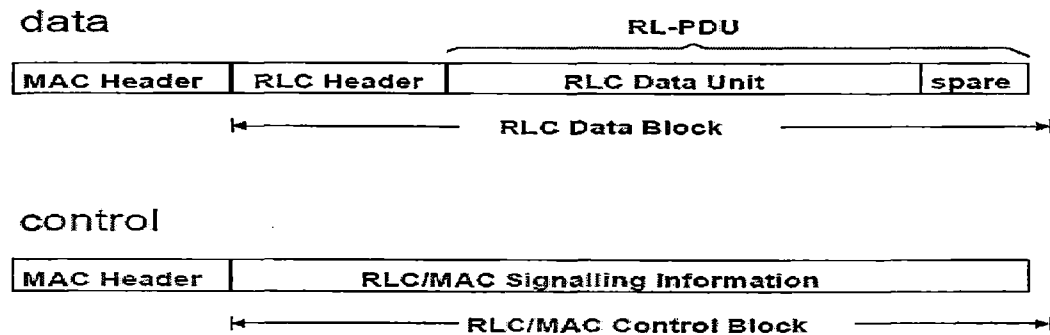 data
RL-PDU
MAC Header RLC Header RLC Data Unit spare
RLC Data Block
control
MAC Header RLC/MAC Signalling Information
RLC/MAC Control Block